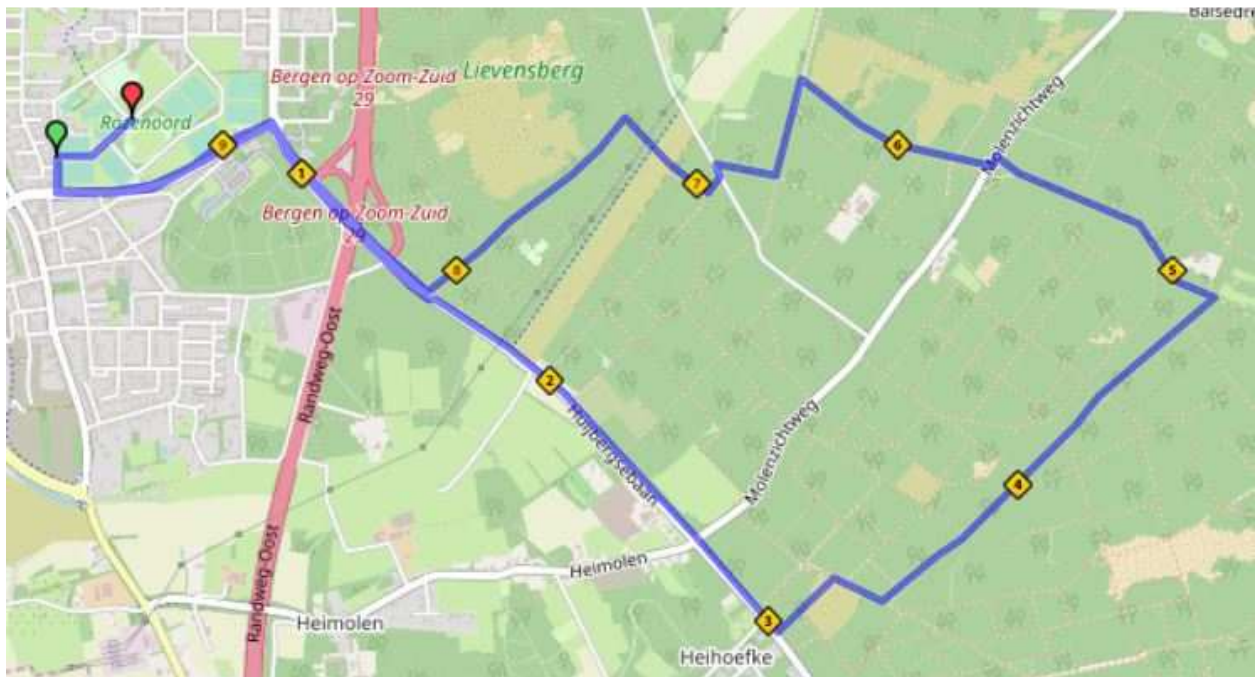 Balsedre
Bergen op Zoom-Zuid
29
Lievensberg
Rozenoord
9
1
6
Molenzichtweg
7
Bergen op Zoom-Zuid
29
8
5
Randweg-Oost
2
Huijbergsebaan
Molenzichtweg
4
Randweg-Oost
Heimolen
Heimolen
3
Heihoefke